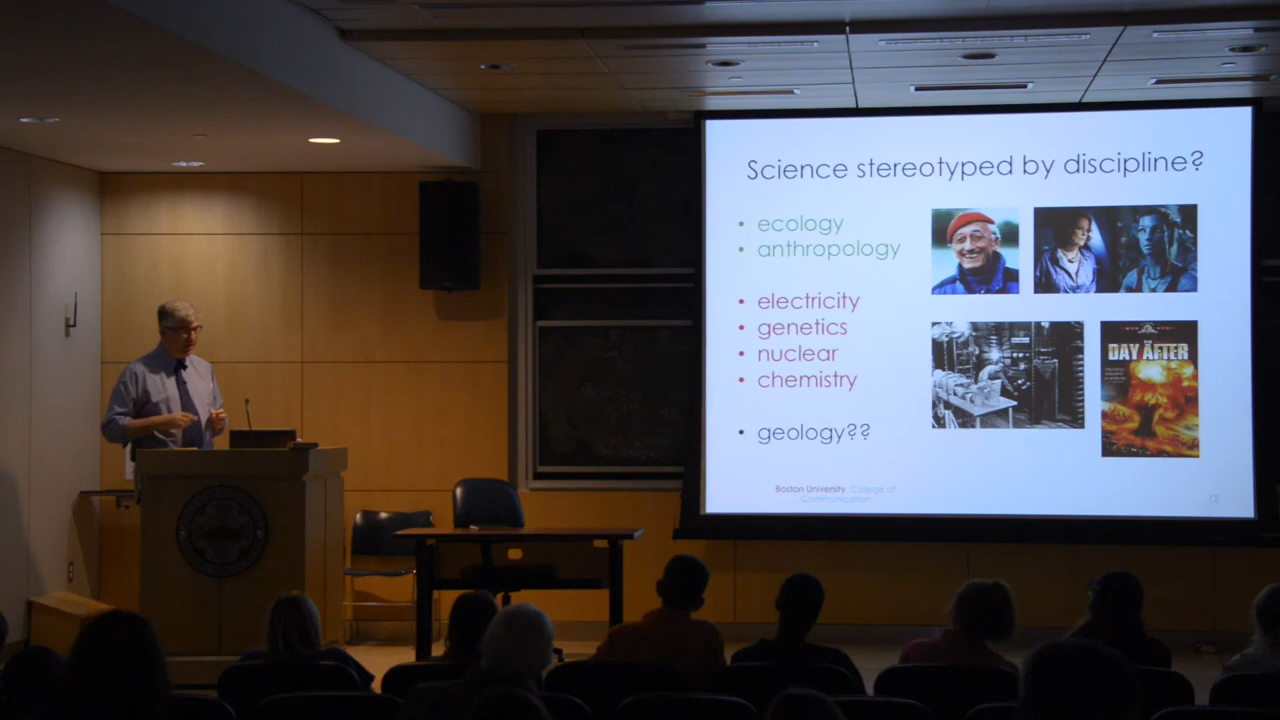 Science stereotyped by discipline?
• ecology
• anthropology
• electricity
• genetics
• nuclear
• chemistry
• geology??
THE
DAY AFTER
Boston University College of
Communication
12